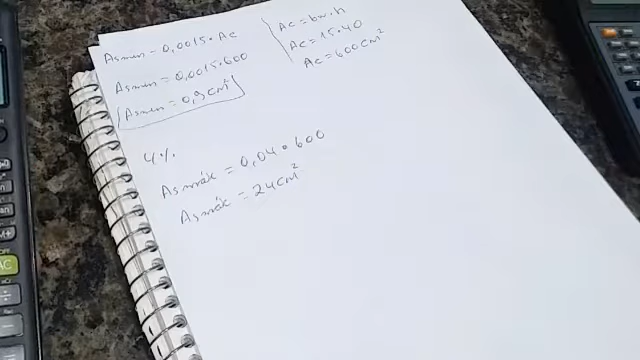 Asmin = 0,0015 • Ac
Asmin = 0,0015 • 600
Asmin = 0,9 cm²
Ac = bw • h
Ac = 15 • 40
Ac = 600 cm²
4%
Asmáx = 0,04 • 600
Asmáx = 24 cm²
AC